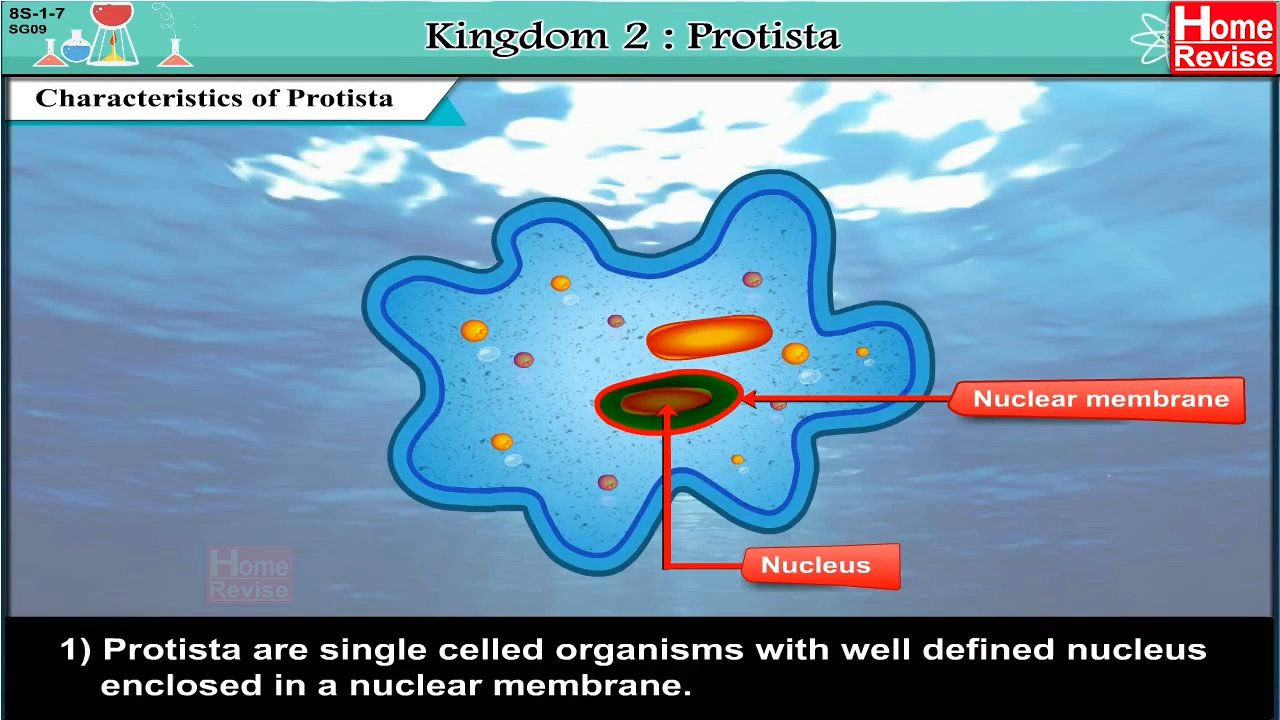 8S-1-7
SG09
Kingdom 2 : Protista
Home
Revise
Characteristics of Protista
Nuclear membrane
Nucleus
Home
Revise
1) Protista are single celled organisms with well defined nucleus
enclosed in a nuclear membrane.